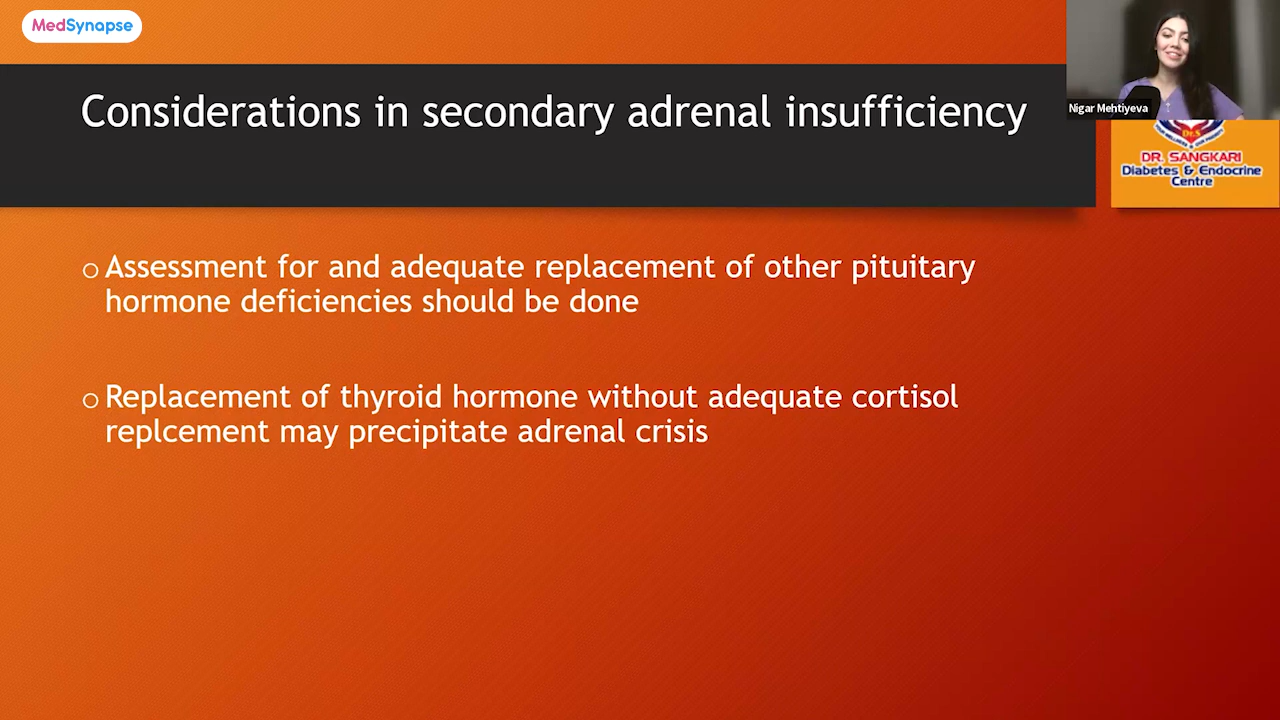 MedSynapse
Considerations in secondary adrenal insufficiency
Nigar Mehtiyeva
Dr.S
DR. SANGKARI
Diabetes & Endocrine
Centre
o Assessment for and adequate replacement of other pituitary
hormone deficiencies should be done
o Replacement of thyroid hormone without adequate cortisol
replcement may precipitate adrenal crisis